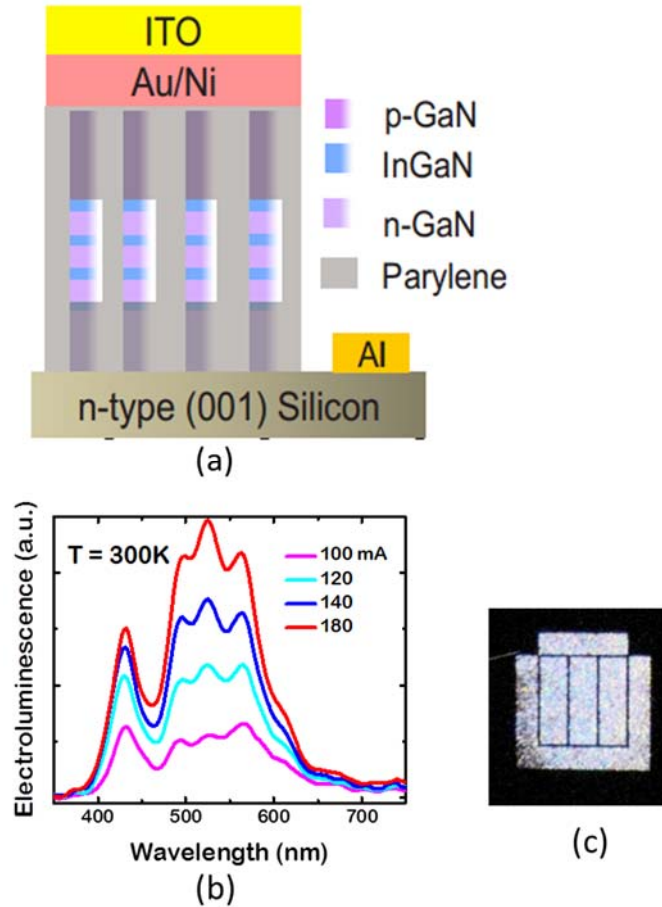 ITO
Au/Ni
p-GaN
InGaN
n-GaN
Parylene
Al
n-type (001) Silicon
(a)
Electroluminescence (a.u.)
T = 300K
100 mA
120
140
180
400
500
600
700
Wavelength (nm)
(b)
(c)